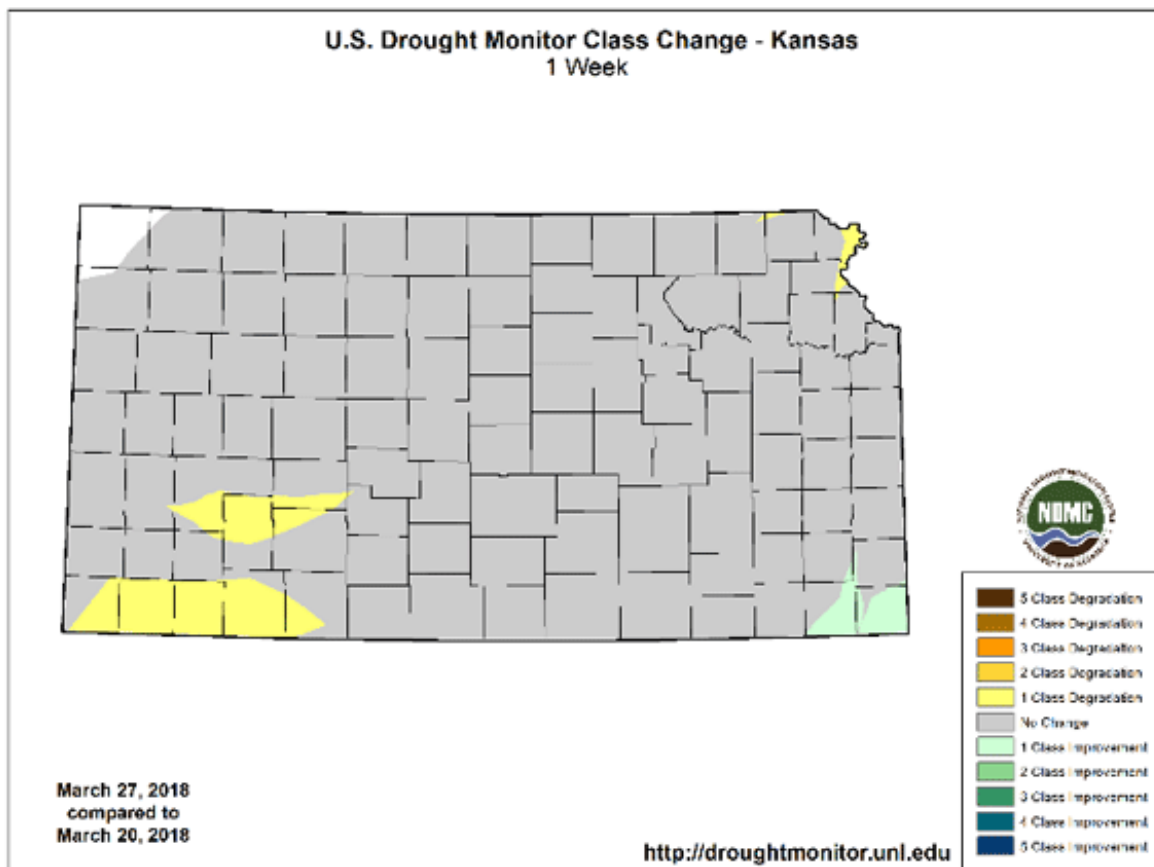 U.S. Drought Monitor Class Change - Kansas
1 Week
NDMC
5 Class Degradation
4 Class Degradation
3 Class Degradation
2 Class Degradation
1 Class Degradation
No Change
1 Class Improvement
2 Class Improvement
3 Class Improvement
4 Class Improvement
5 Class Improvement
March 27, 2018
compared to
March 20, 2018
http://droughtmonitor.unl.edu